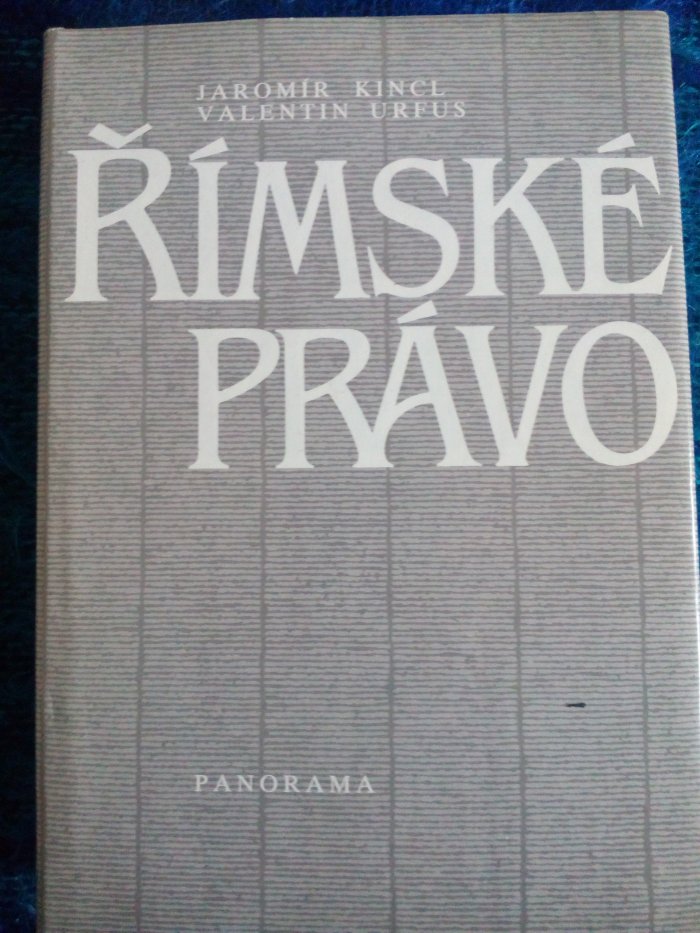 JAROMÍR KINCL
VALENTIN URFUS
ŘÍMSKÉ
PRÁVO
PANORAMA